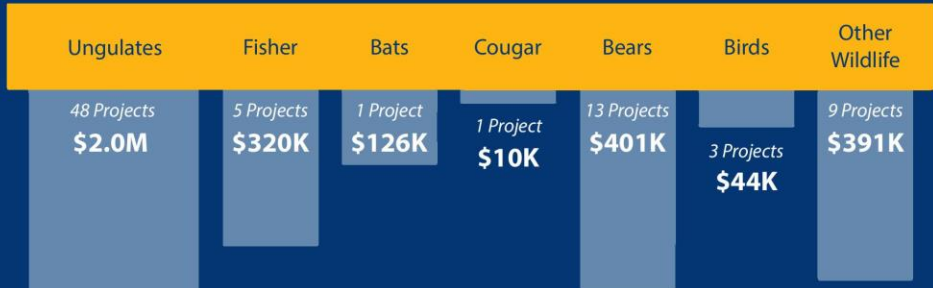 Ungulates
Fisher
Bats
Cougar
Bears
Birds
Other
Wildlife
48 Projects
$2.0M
5 Projects
$320K
1 Project
$126K
1 Project
$10K
13 Projects
$401K
3 Projects
$44K
9 Projects
$391K